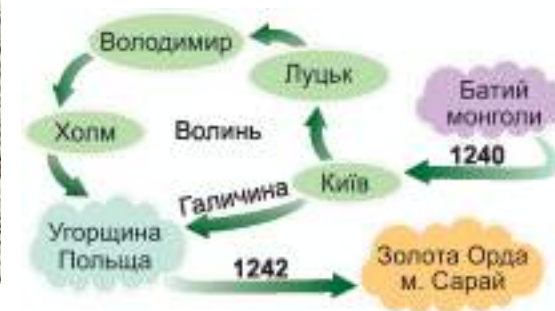 Володимир
Луцьк
Батий
монголи
Холм
Волинь
1240
Галичина
Київ
Угорщина
Польща
1242
Золота Орда
м. Сарай